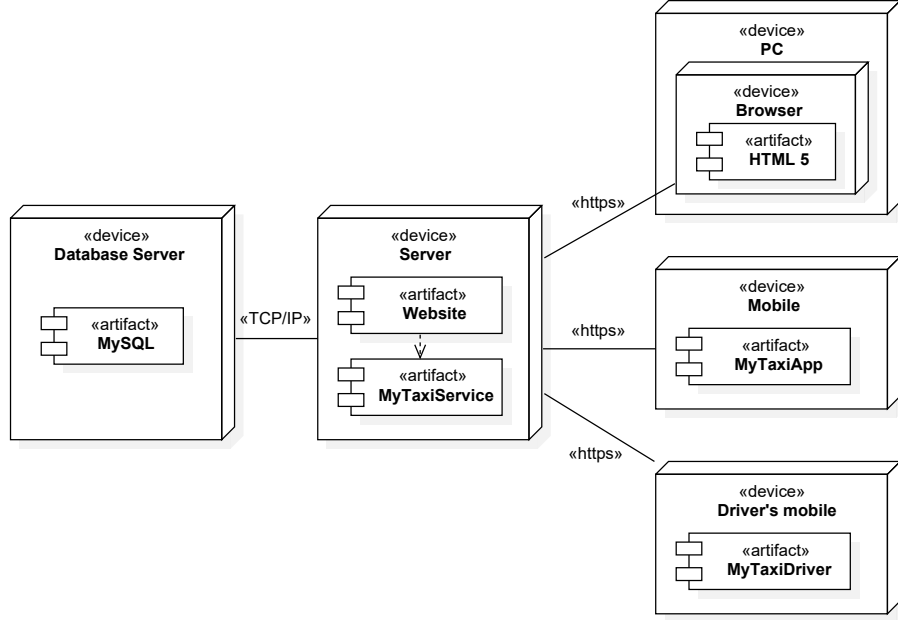 «device»
Database Server
«artifact»
MySQL
«TCP/IP»
«device»
Server
«artifact»
Website
«artifact»
MyTaxiService
«https»
«device»
PC
«device»
Browser
«artifact»
HTML 5
«https»
«device»
Mobile
«artifact»
MyTaxiApp
«https»
«device»
Driver's mobile
«artifact»
MyTaxiDriver